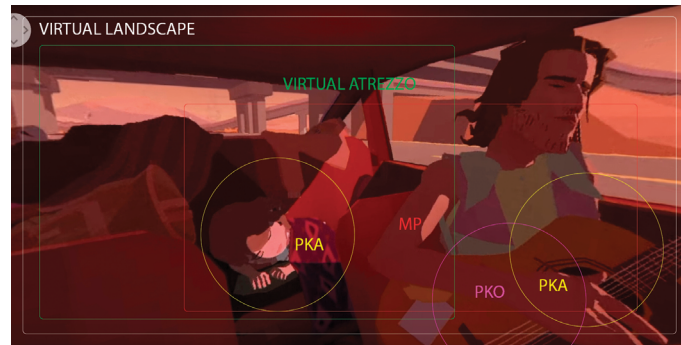 VIRTUAL LANDSCAPE
VIRTUAL ATREZZO
MP
PKA
PKO
PKA